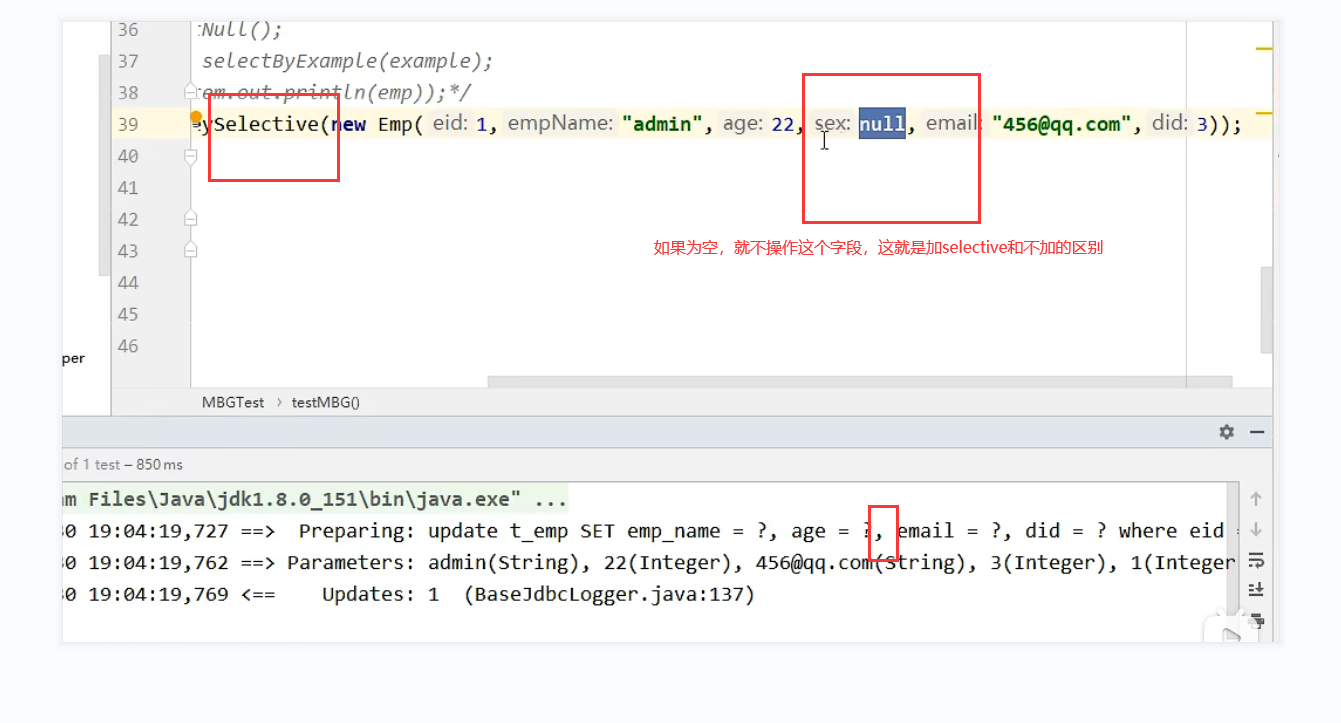 36 :Null();
37 selectByExample(example);
38 :em.out.println(emp));*/
39 eySelective(new Emp( eid: 1, empName: "admin", age: 22, sex: null, email: "456@qq.com", did: 3));
40
41
如果为空，就不操作这个字段，这就是加selective和不加的区别
42
43
44
45
46
per
MBGTest > testMBG()
of 1 test – 850 ms
am Files\Java\jdk1.8.0_151\bin\java.exe" ...
30 19:04:19,727 ==> Preparing: update t_emp SET emp_name = ?, age = ?, email = ?, did = ? where eid =
30 19:04:19,762 ==> Parameters: admin(String), 22(Integer), 456@qq.com(String), 3(Integer), 1(Integer
30 19:04:19,769 <== Updates: 1 (BaseJdbcLogger.java:137)